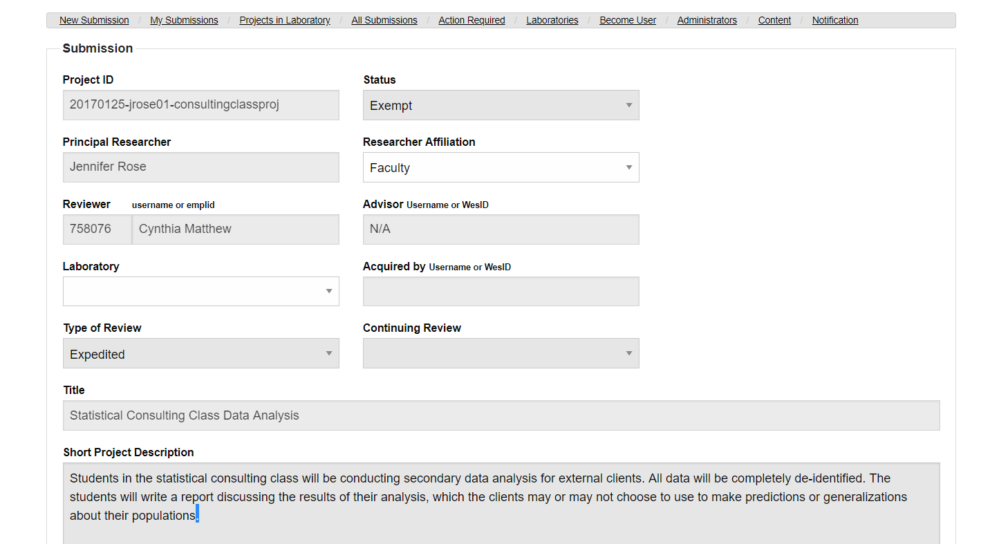 New Submission / My Submissions / Projects in Laboratory / All Submissions / Action Required / Laboratories / Become User / Administrators / Content / Notification
Submission
Project ID
20170125-jrose01-consultingclassproj
Status
Exempt
Principal Researcher
Jennifer Rose
Researcher Affiliation
Faculty
Reviewer username or emplid
758076 Cynthia Matthew
Advisor Username or WesID
N/A
Laboratory
Acquired by Username or WesID
Type of Review
Expedited
Continuing Review
Title
Statistical Consulting Class Data Analysis
Short Project Description
Students in the statistical consulting class will be conducting secondary data analysis for external clients. All data will be completely de-identified. The
students will write a report discussing the results of their analysis, which the clients may or may not choose to use to make predictions or generalizations
about their populations.